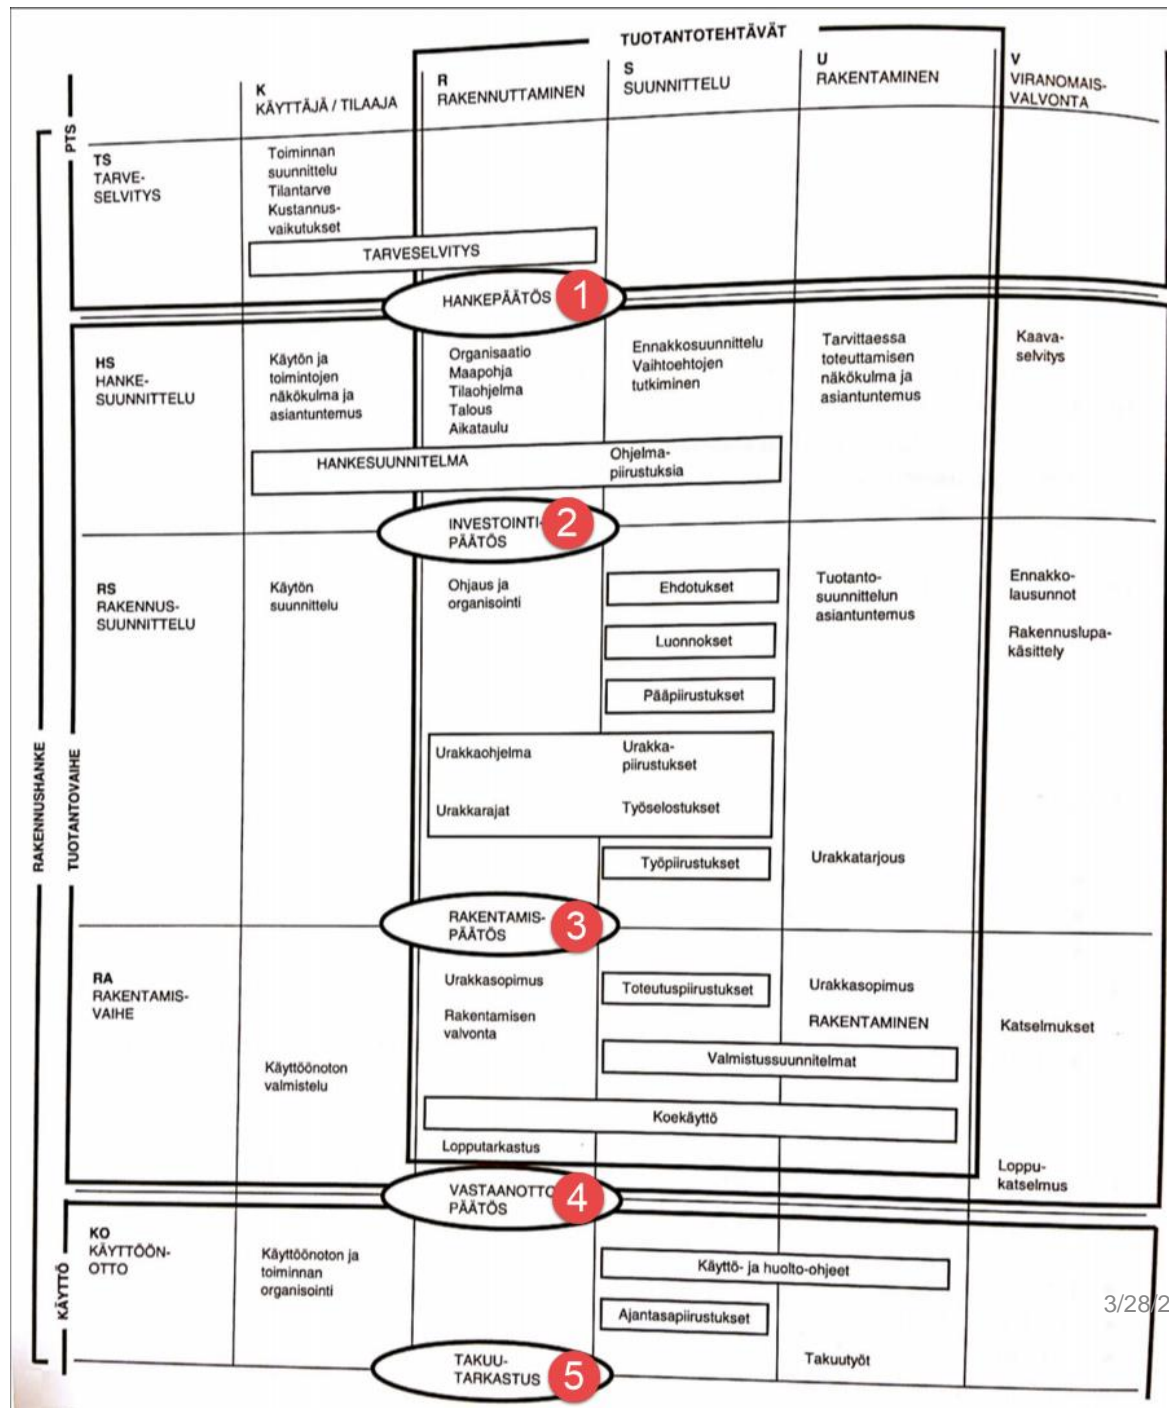 TUOTANTOTEHTÄVÄT
K
KÄYTTÄJÄ / TILAAJA
R
RAKENNUTTAMINEN
S
SUUNNITTELU
U
RAKENTAMINEN
V
VIRANOMAIS-
VALVONTA
RAKENNUSHANKE
PTS
TUOTANTOVAIHE
KÄYTTÖ
TS
TARVE-
SELVITYS
Toiminnan
suunnittelu
Tilantarve
Kustannus-
vaikutukset
TARVESELVITYS
HANKEPÄÄTÖS
1
HS
HANKE-
SUUNNITTELU
Käytön ja
toimintojen
näkökulma ja
asiantuntemus
Organisaatio
Maapohja
Tilaohjelma
Talous
Aikataulu
Ennakkosuunnittelu
Vaihtoehtojen
tutkiminen
Tarvittaessa
toteuttamisen
näkökulma ja
asiantuntemus
Kaava-
selvitys
HANKESUUNNITELMA
Ohjelma-
piirustuksia
INVESTOINTI-
PÄÄTÖS
2
RS
RAKENNUS-
SUUNNITTELU
Käytön
suunnittelu
Ohjaus ja
organisointi
Ehdotukset
Luonnokset
Pääpiirustukset
Tuotanto-
suunnittelun
asiantuntemus
Ennakko-
lausunnot
Rakennuslupa-
käsittely
Urakkaohjelma
Urakka-
piirustukset
Urakkarajat
Työselostukset
Työpiirustukset
Urakkatarjous
RAKENTAMIS-
PÄÄTÖS
3
RA
RAKENTAMIS-
VAIHE
Käyttöönoton
valmistelu
Urakkasopimus
Rakentamisen
valvonta
Toteutuspiirustukset
Urakkasopimus
RAKENTAMINEN
Katselmukset
Valmistussuunnitelmat
Koekäyttö
Lopputarkastus
Loppu-
katselmus
VASTAANOTTO
PÄÄTÖS
4
KO
KÄYTTÖÖN-
OTTO
Käyttöönoton ja
toiminnan
organisointi
Käyttö- ja huolto-ohjeet
Ajantasapiirustukset
3/28/2
TAKUU-
TARKASTUS
5
Takuutyöt